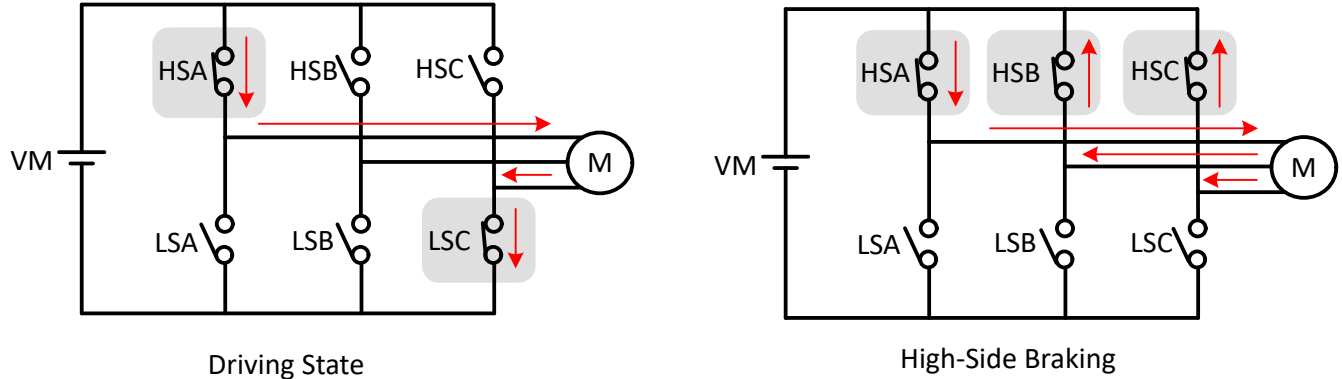 HSA HSB HSC
VM M
LSA LSB LSC
Driving State
HSA HSB HSC
VM M
LSA LSB LSC
High-Side Braking